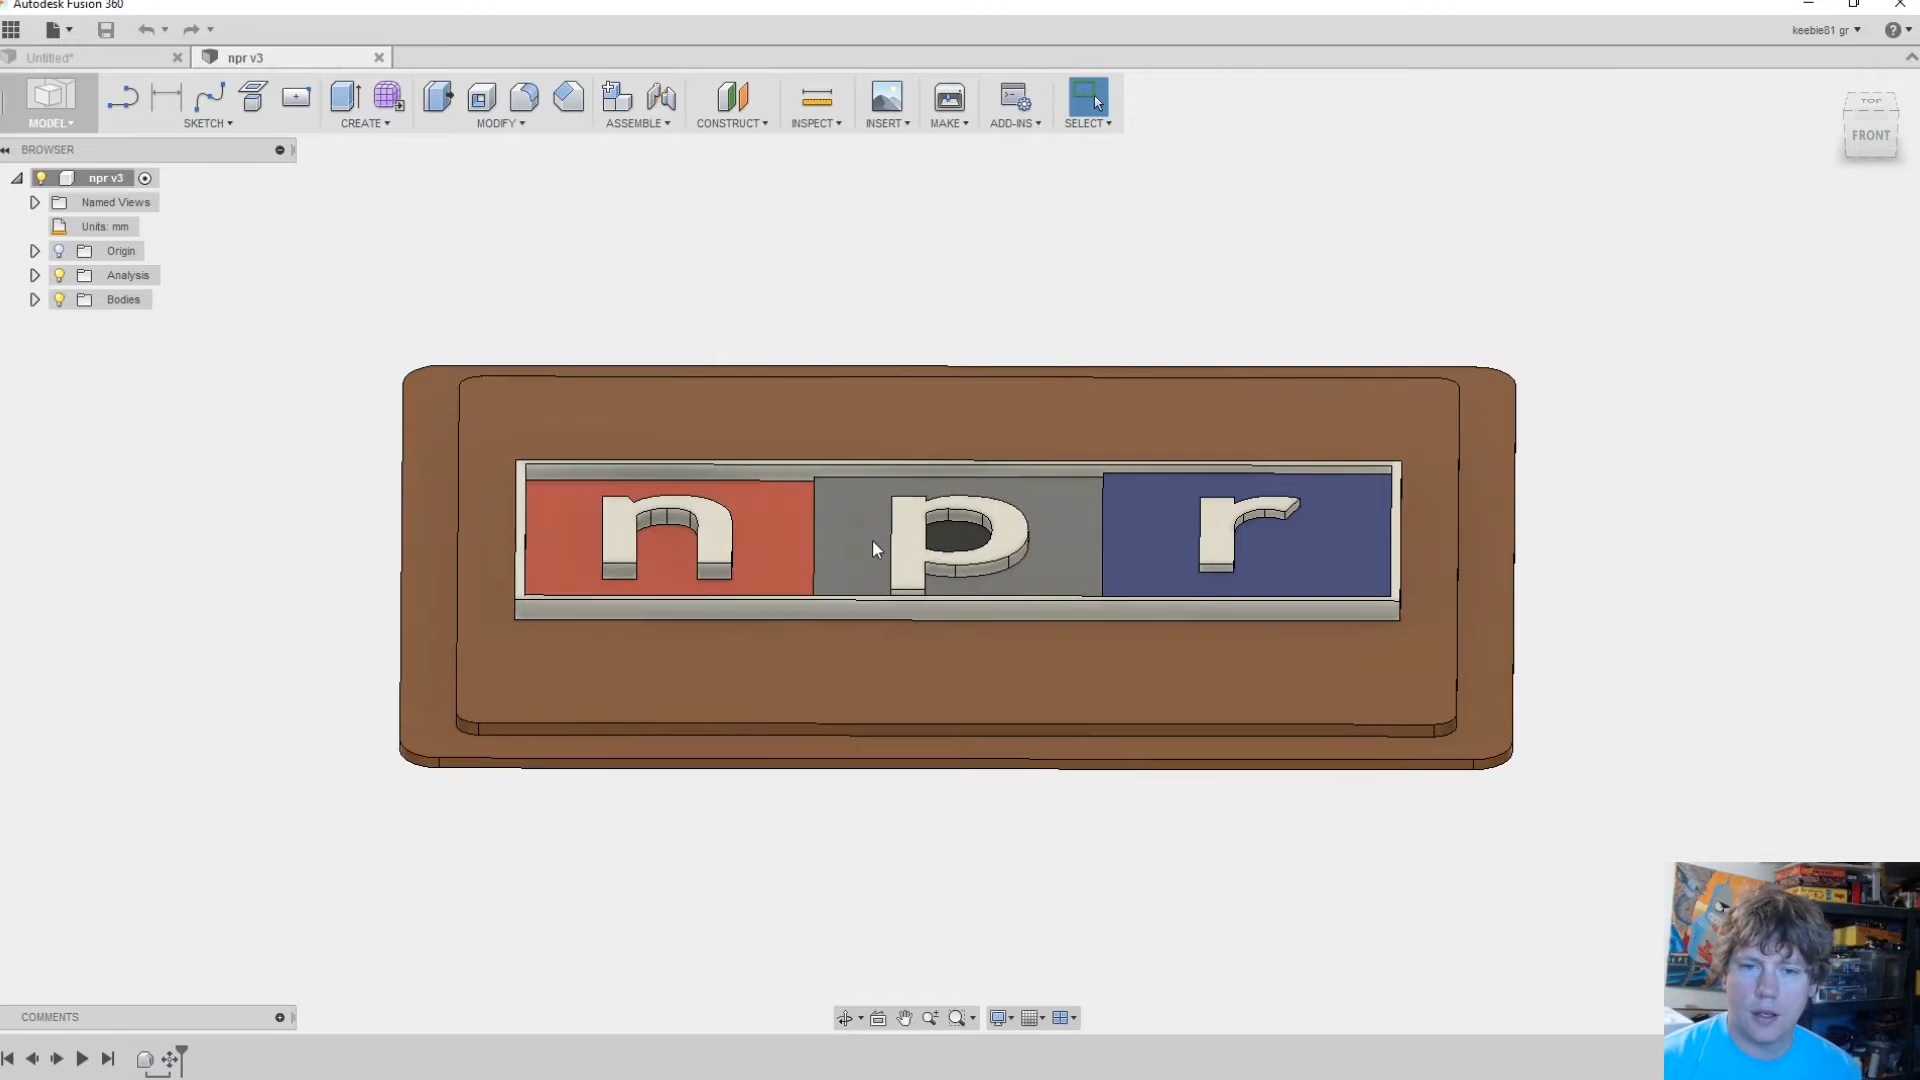 Autodesk Fusion 360
keebie81 gr
Untitled*
npr v3
MODEL
SKETCH
CREATE
MODIFY
ASSEMBLE
CONSTRUCT
INSPECT
INSERT
MAKE
ADD-INS
SELECT
TOP
FRONT
BROWSER
npr v3
Named Views
Units: mm
Origin
Analysis
Bodies
n p r
COMMENTS